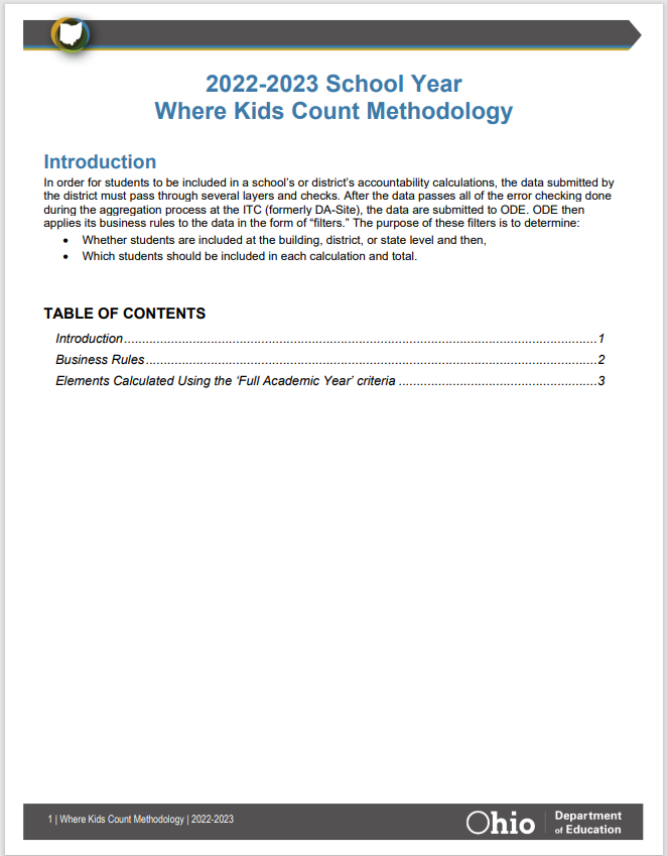 2022-2023 School Year
Where Kids Count Methodology
Introduction
In order for students to be included in a school's or district's accountability calculations, the data submitted by
the district must pass through several layers and checks. After the data passes all of the error checking done
during the aggregation process at the ITC (formerly DA-Site), the data are submitted to ODE. ODE then
applies its business rules to the data in the form of “filters.” The purpose of these filters is to determine:
• Whether students are included at the building, district, or state level and then,
• Which students should be included in each calculation and total.
TABLE OF CONTENTS
Introduction...................................................................................................................................1
Business Rules.............................................................................................................................2
Elements Calculated Using the ‘Full Academic Year’ criteria .......................................................3
1 | Where Kids Count Methodology | 2022-2023
Ohio
Department
of Education